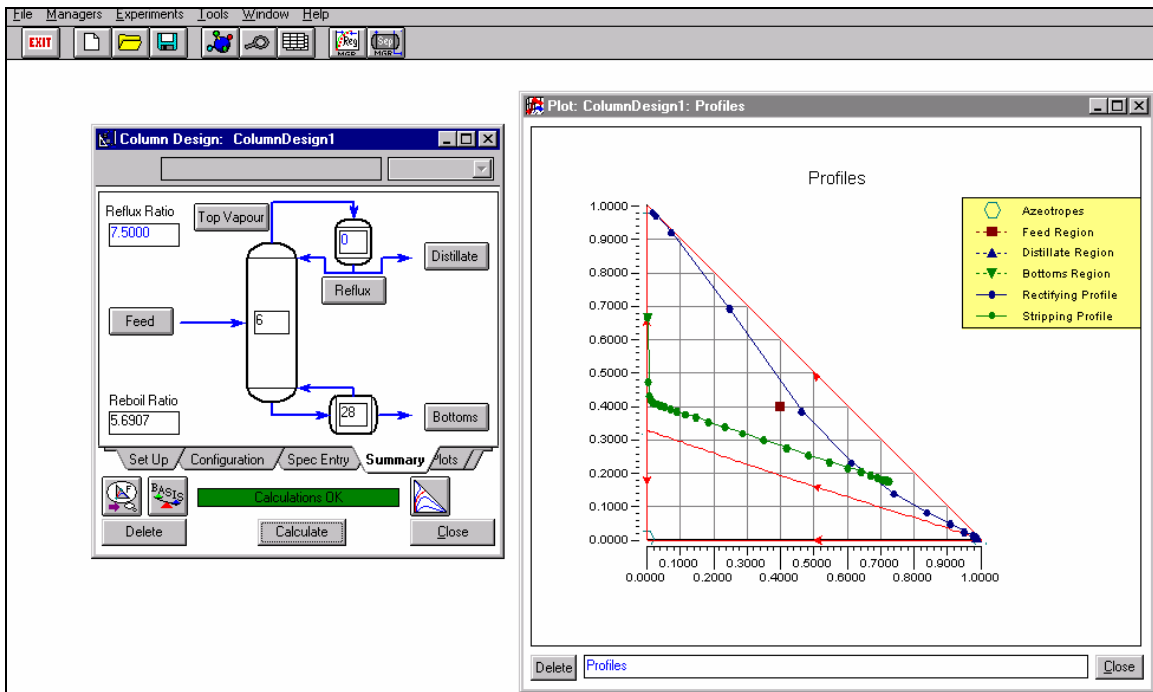 File Managers Experiments Tools Window Help
EXIT Reg MGR Sep MGR
Plot: ColumnDesign1: Profiles
Column Design: ColumnDesign1
Reflux Ratio
7.5000
Top Vapour
0
Distillate
Reflux
Feed
6
Reboil Ratio
5.6907
28
Bottoms
Set Up Configuration Spec Entry Summary Plots
BASIS
Calculations OK
Delete Calculate Close
Profiles
1.0000
0.9000
0.8000
0.7000
0.6000
0.5000
0.4000
0.3000
0.2000
0.1000
0.0000
0.1000 0.3000 0.5000 0.7000 0.9000
0.0000 0.2000 0.4000 0.6000 0.8000 1.0000
Azeotropes
Feed Region
Distillate Region
Bottoms Region
Rectifying Profile
Stripping Profile
Delete Profiles Close